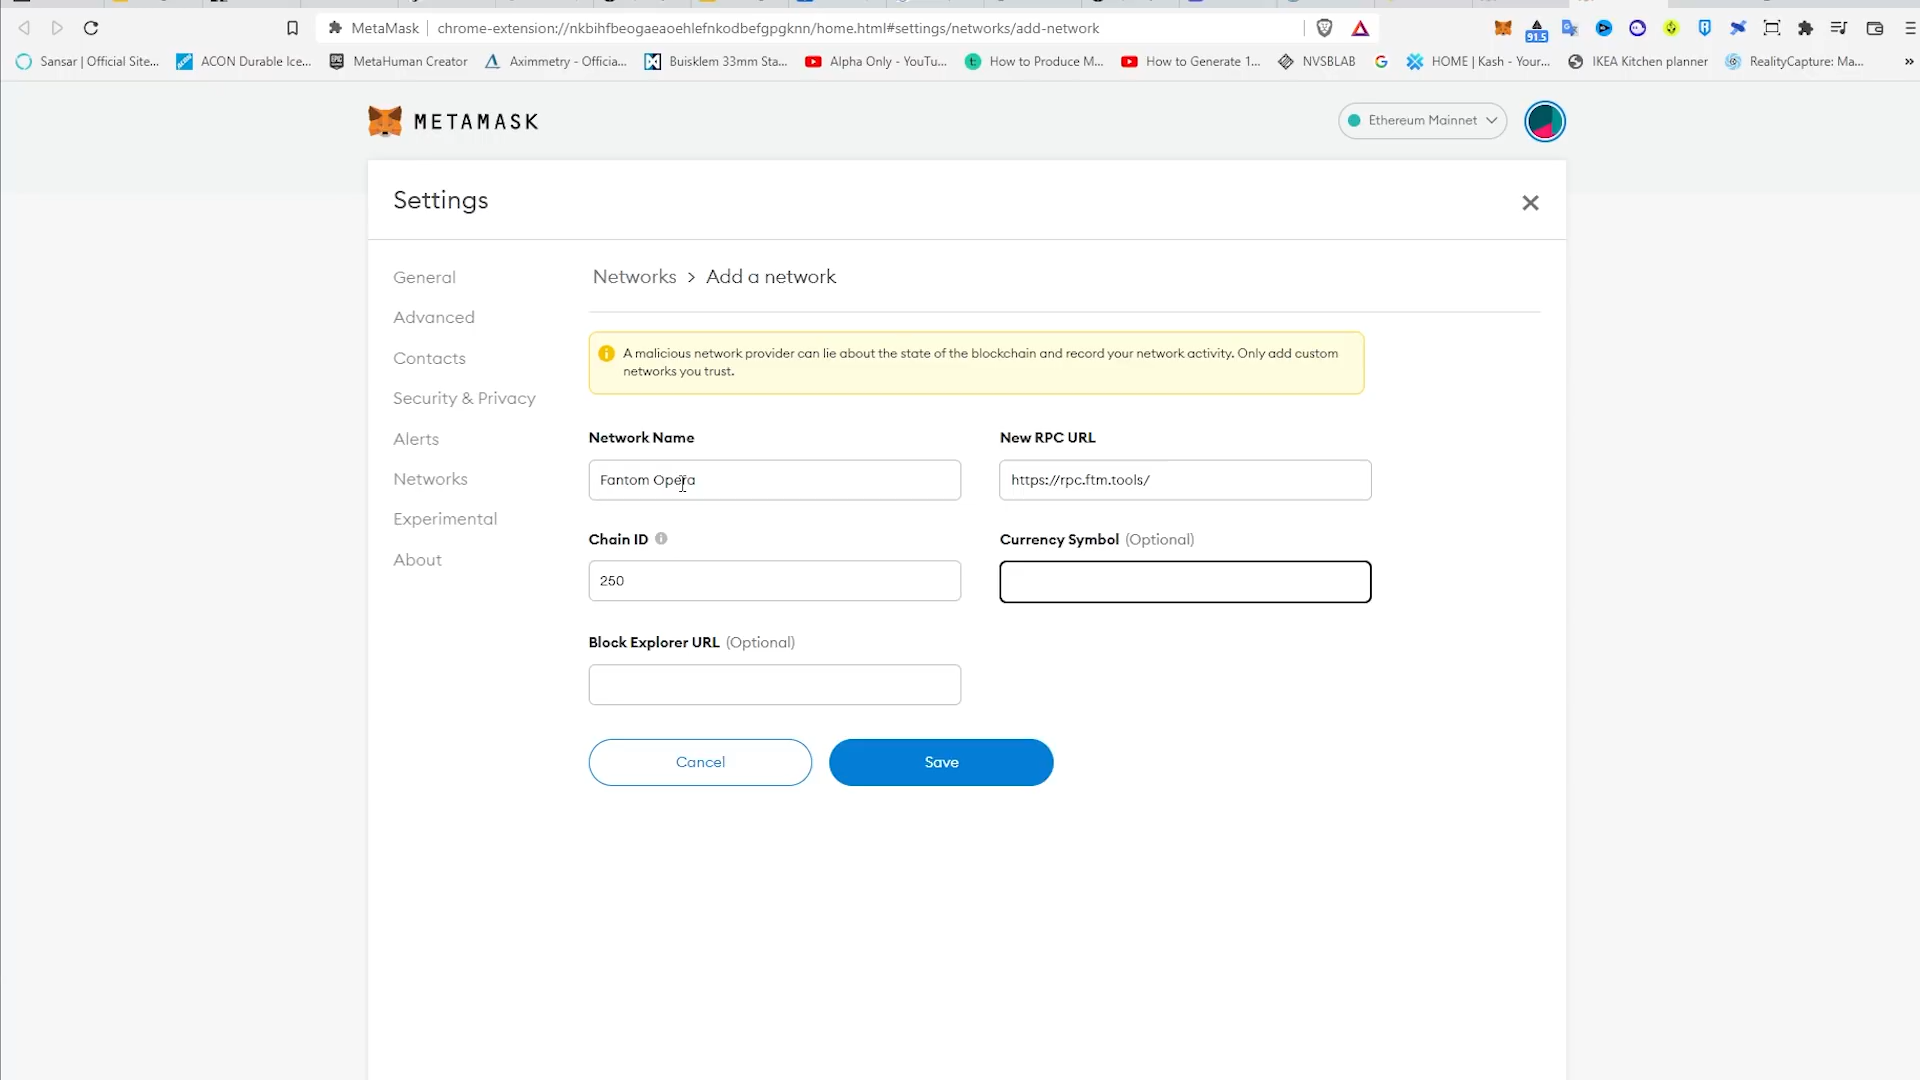 MetaMask
chrome-extension://nkbihfbeogaeaoehlefnkodbefgpgknn/home.html#settings/networks/add-network
91.5
Sansar | Official Site...
ACON Durable Ice...
MetaHuman Creator
Aximmetry - Officia...
Buisklem 33mm Sta...
Alpha Only - YouTu...
How to Produce M...
How to Generate 1...
NVSBLAB
HOME | Kash - Your...
IKEA Kitchen planner
RealityCapture: Ma...
METAMASK
Ethereum Mainnet
Settings
General
Advanced
Contacts
Security & Privacy
Alerts
Networks
Experimental
About
Networks > Add a network
A malicious network provider can lie about the state of the blockchain and record your network activity. Only add custom
networks you trust.
Network Name
Fantom Opera
New RPC URL
https://rpc.ftm.tools/
Chain ID
250
Currency Symbol (Optional)
Block Explorer URL (Optional)
Cancel
Save